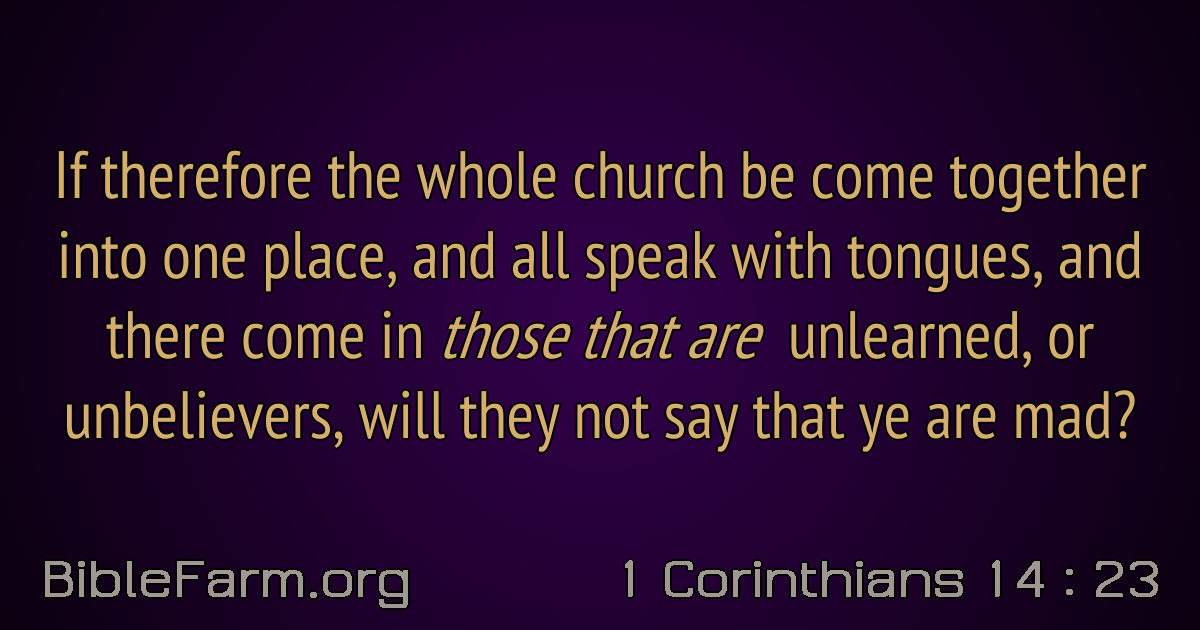 If therefore the whole church be come together
into one place, and all speak with tongues, and
there come in those that are unlearned, or
unbelievers, will they not say that ye are mad?
BibleFarm.org
1 Corinthians 14 : 23